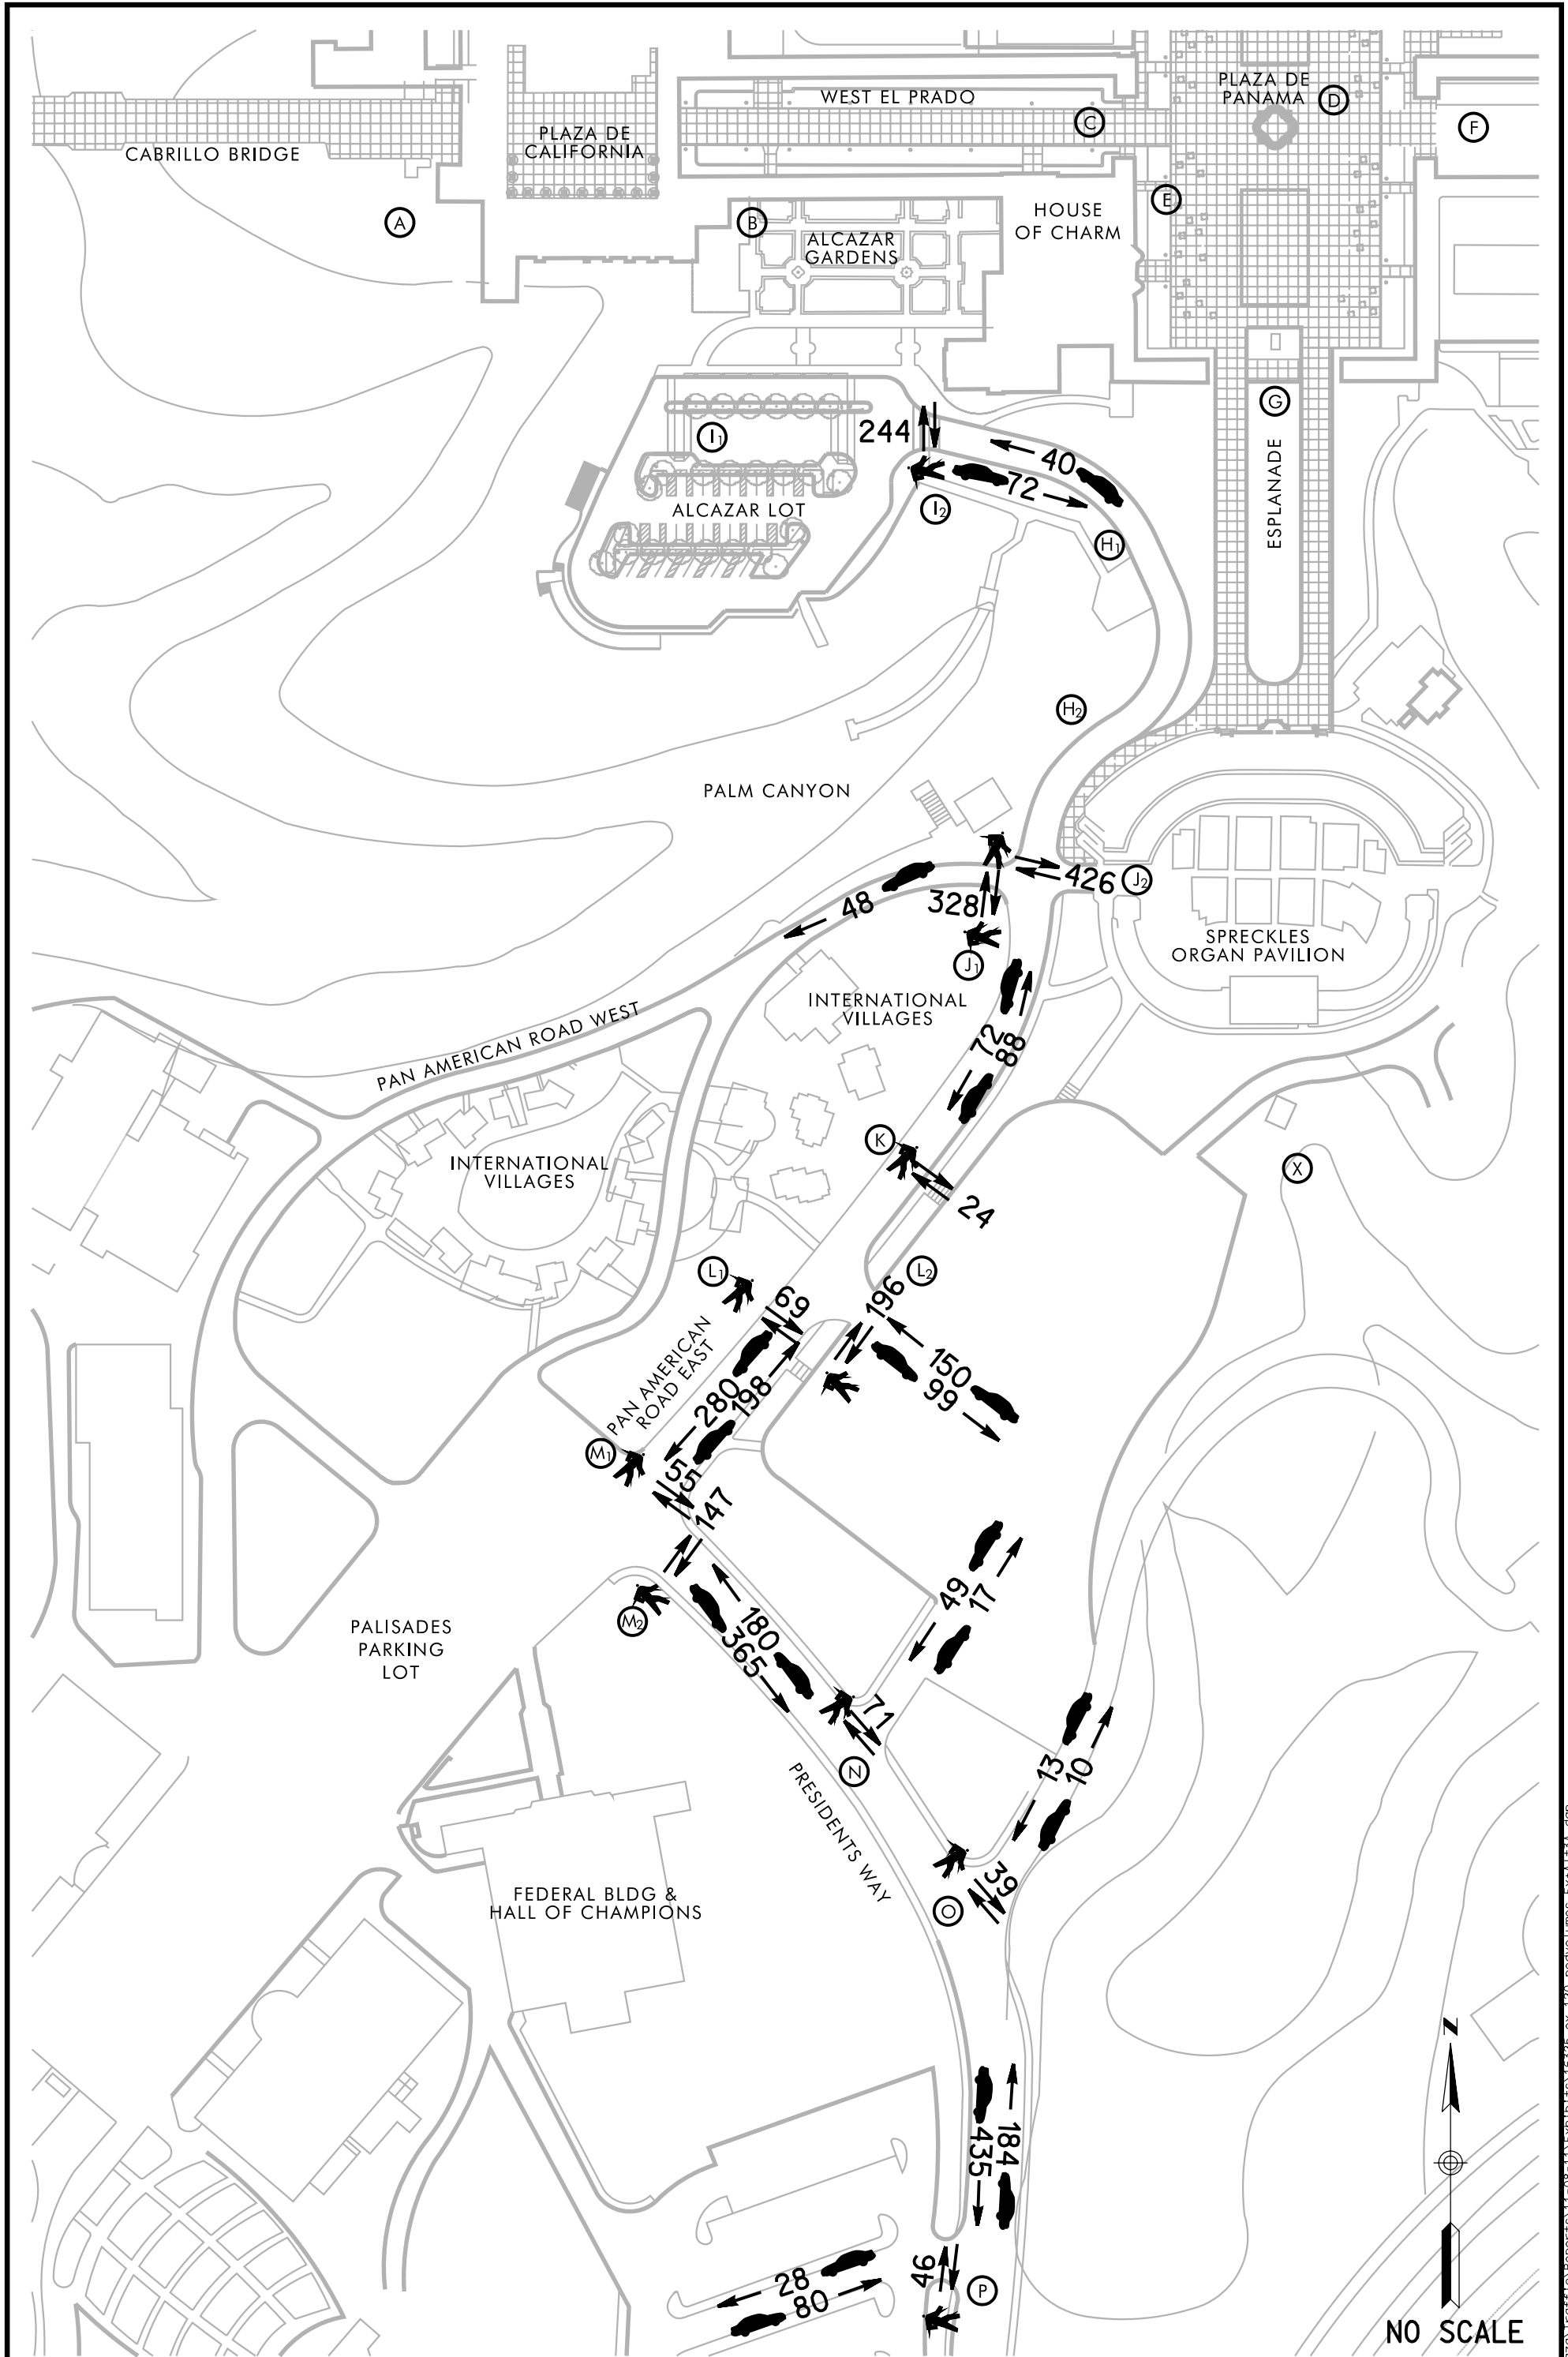 PLAZA DE
PANAMA
D
WEST EL PRADO
C
F
PLAZA DE
CALIFORNIA
CABRILLO BRIDGE
E
HOUSE
OF CHARM
A
B
ALCAZAR
GARDENS
G
244
I1
40
72
ESPLANADE
ALCAZAR LOT
I2
H1
H2
PALM CANYON
426
J2
48
328
J1
SPRECKLES
ORGAN PAVILION
INTERNATIONAL
VILLAGES
PAN AMERICAN ROAD WEST
72
88
K
INTERNATIONAL
VILLAGES
X
24
L1
L2
69
196
PAN AMERICAN
ROAD EAST
150
99
280
198
M1
55
147
49
17
M2
PALISADES
PARKING
LOT
180
365
71
N
13
10
PRESIDENTS WAY
39
O
FEDERAL BLDG &
HALL OF CHAMPIONS
N
184
435
46
P
28
80
NO SCALE